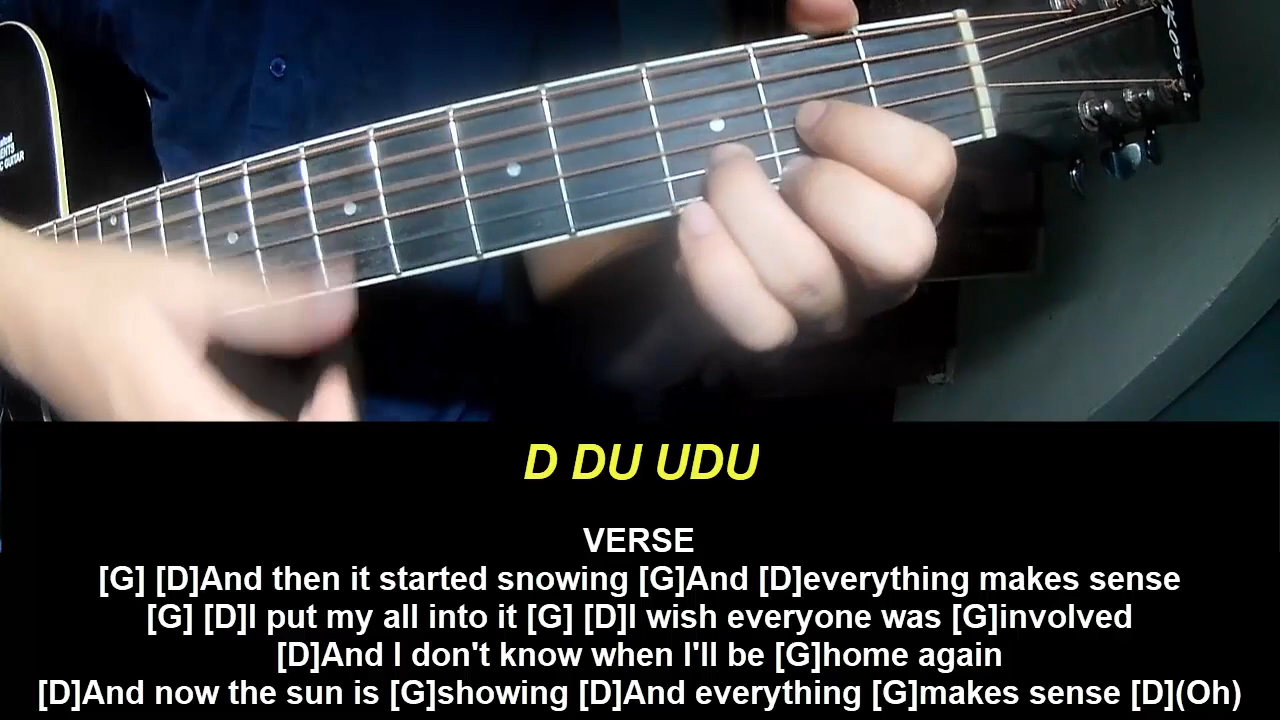 D DU UDU
VERSE
[G] [D]And then it started snowing [G]And [D]everything makes sense
[G] [D]I put my all into it [G] [D]I wish everyone was [G]involved
[D]And I don't know when I'll be [G]home again
[D]And now the sun is [G]showing [D]And everything [G]makes sense [D](Oh)